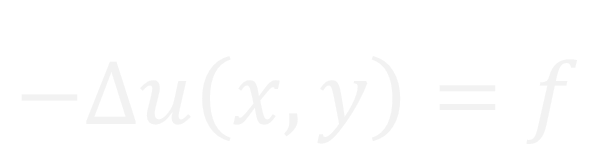 −Δu(x, y) = f